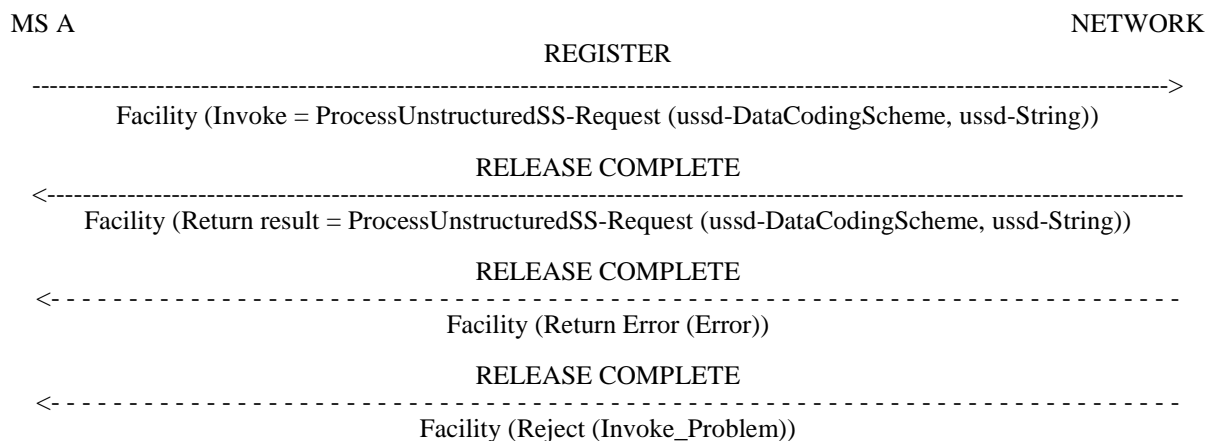 MS A NETWORK
REGISTER
Facility (Invoke = ProcessUnstructuredSS-Request (ussd-DataCodingScheme, ussd-String))
RELEASE COMPLETE
Facility (Return result = ProcessUnstructuredSS-Request (ussd-DataCodingScheme, ussd-String))
RELEASE COMPLETE
Facility (Return Error (Error))
RELEASE COMPLETE
Facility (Reject (Invoke_Problem))